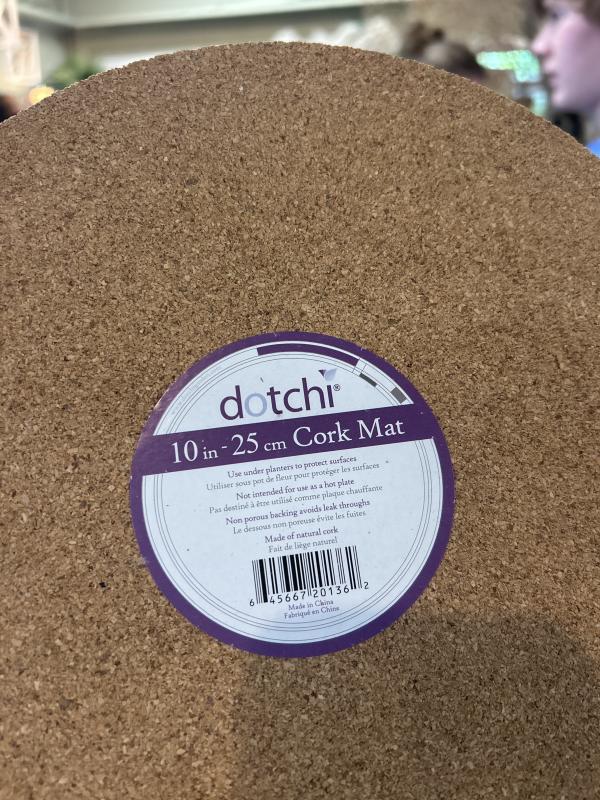 dotchi®
10 in - 25 cm Cork Mat
Use under planters to protect surfaces
Utiliser sous pot de fleur pour protéger les surfaces
Not intended for use as a hot plate
Pas destiné à être utilisé comme plaque chauffante
Non porous backing avoids leak throughs
Le dessous non poreuse évite les fuites
Made of natural cork
Fait de liège naturel
6 45667 20136 2
Made in China
Fabriqué en Chine